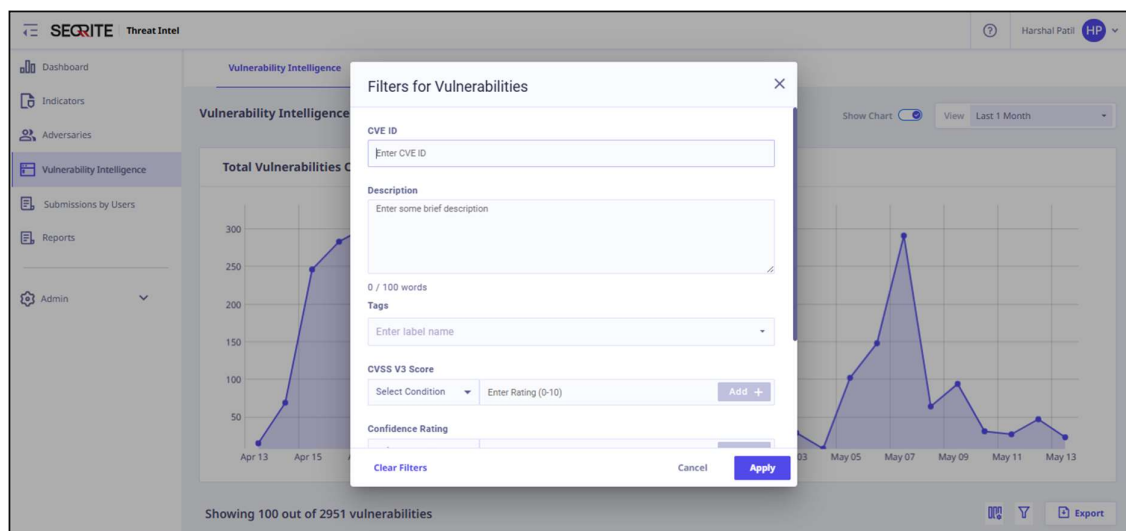 SEQRITE Threat Intel
Harshal Patil HP
Dashboard
Indicators
Adversaries
Vulnerability Intelligence
Submissions by Users
Reports
Admin
Vulnerability Intelligence
Vulnerability Intelligence
Show Chart
View Last 1 Month
Total Vulnerabilities
300
250
200
150
100
50
Apr 13
Apr 15
03
May 05
May 07
May 09
May 11
May 13
Filters for Vulnerabilities
CVE ID
Enter CVE ID
Description
Enter some brief description
0 / 100 words
Tags
Enter label name
CVSS V3 Score
Select Condition
Enter Rating (0-10)
Add +
Confidence Rating
Clear Filters
Cancel
Apply
Showing 100 out of 2951 vulnerabilities
Export